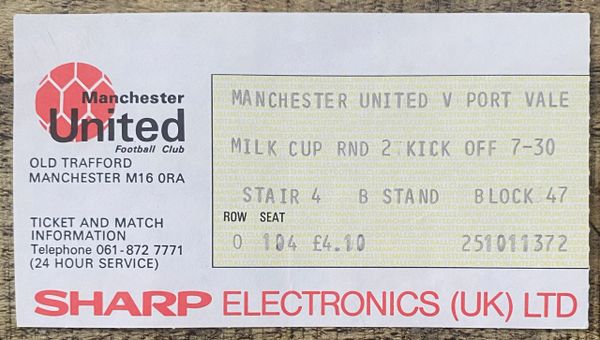 Manchester
United
Football Club
OLD TRAFFORD
MANCHESTER M16 0RA
TICKET AND MATCH
INFORMATION
Telephone 061-872 7771
(24 HOUR SERVICE)
MANCHESTER UNITED V PORT VALE
MILK CUP RND 2. KICK OFF 7-30
STAIR 4 B STAND BLOCK 47
ROW SEAT
O 104 £4.10 251011372
SHARP ELECTRONICS (UK) LTD